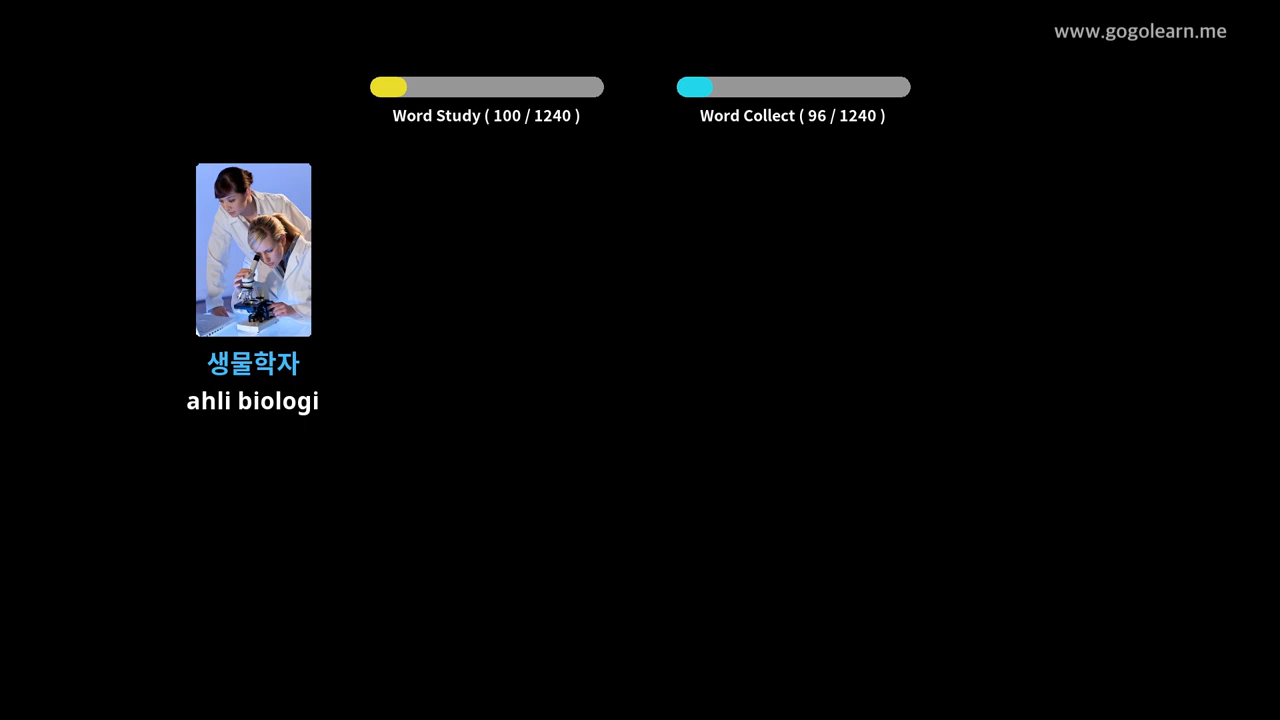 www.gogolearn.me
Word Study ( 100 / 1240 )
Word Collect ( 96 / 1240 )
생물학자
ahli biologi